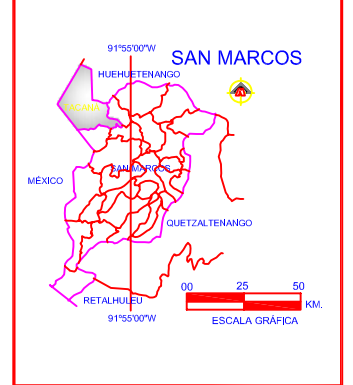 91°55'00"W
SAN MARCOS
HUEHUETENANGO
TACANÁ
SAN MARCOS
MÉXICO
QUETZALTENANGO
00 25 50
KM.
RETALHULEU
91°55'00"W
ESCALA GRÁFICA